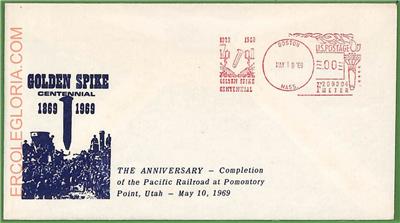 ERCOLEGLORIA.COM
GOLDEN SPIKE
CENTENNIAL
1869 1969
1869 1969
GOLDEN SPIKE
CENTENNIAL
BOSTON
MAY 10 '69
MASS.
U.S. POSTAGE
.00
METER
THE ANNIVERSARY — Completion
of the Pacific Railroad at Pomontory
Point, Utah — May 10, 1969